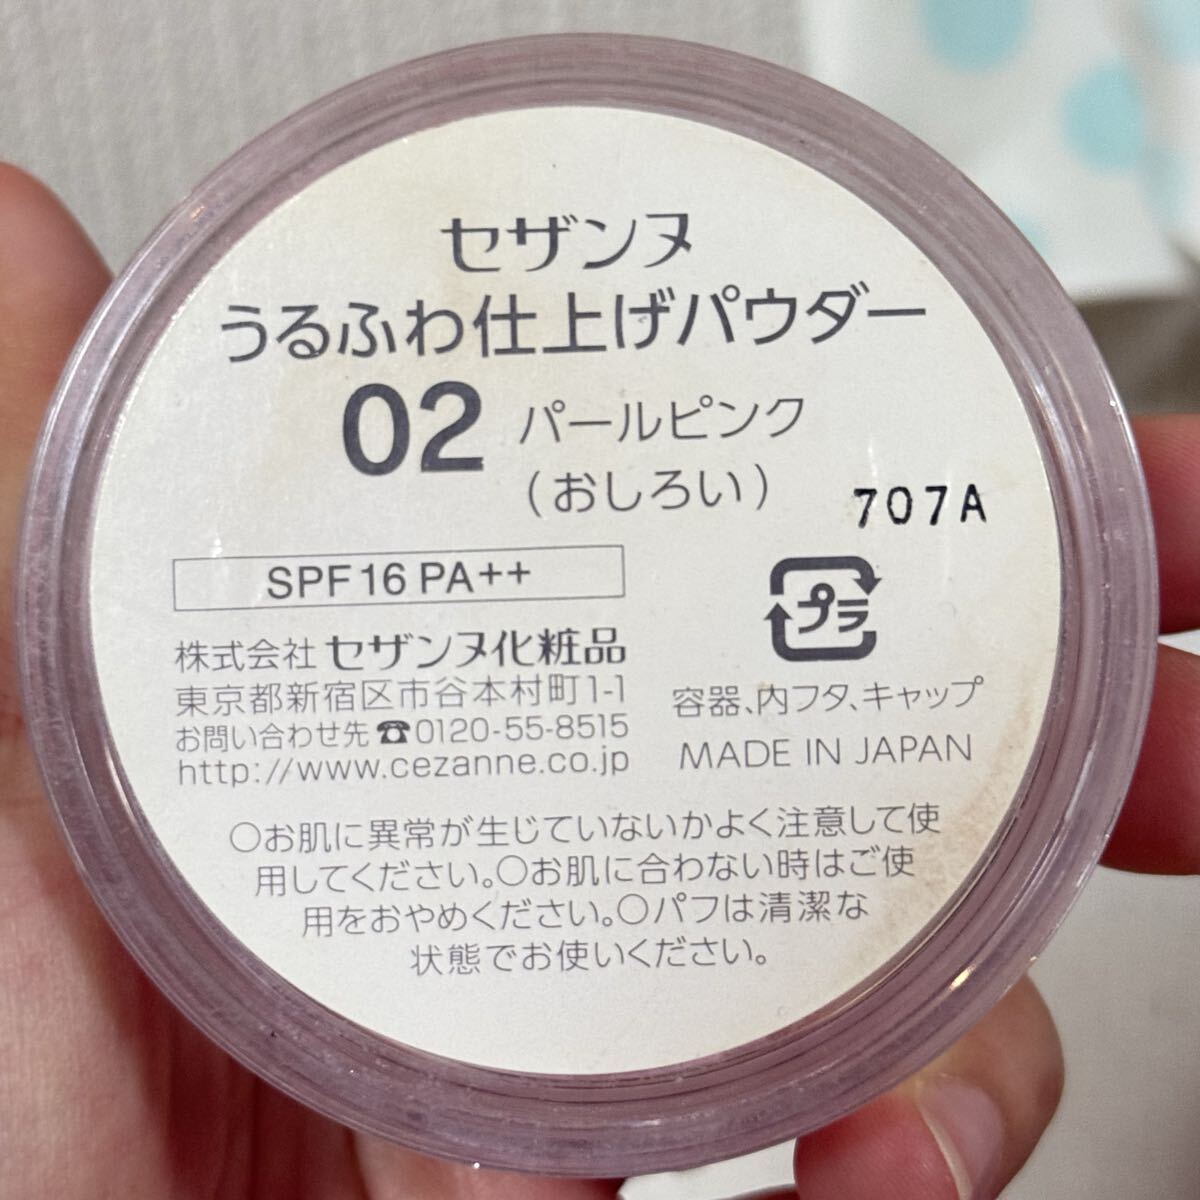 セザンヌ
うるふわ仕上げパウダー
02 パールピンク
(おしろい)
707A
SPF16 PA++
プラ
株式会社 セザンヌ化粧品
東京都新宿区市谷本村町1-1
お問い合わせ先☎0120-55-8515
http://www.cezanne.co.jp
容器、内フタ、キャップ
MADE IN JAPAN
○お肌に異常が生じていないかよく注意して使
用してください。○お肌に合わない時はご使
用をおやめください。○パフは清潔な
状態でお使いください。